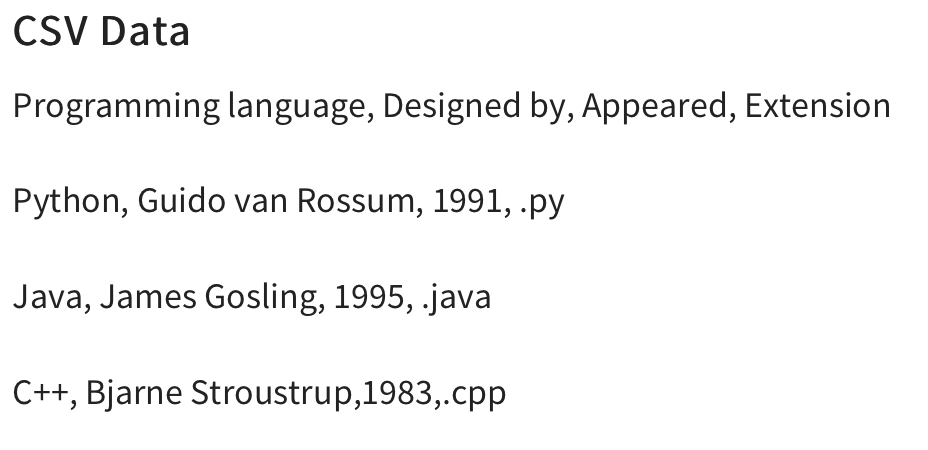 CSV Data
Programming language, Designed by, Appeared, Extension
Python, Guido van Rossum, 1991, .py
Java, James Gosling, 1995, .java
C++, Bjarne Stroustrup,1983,.cpp